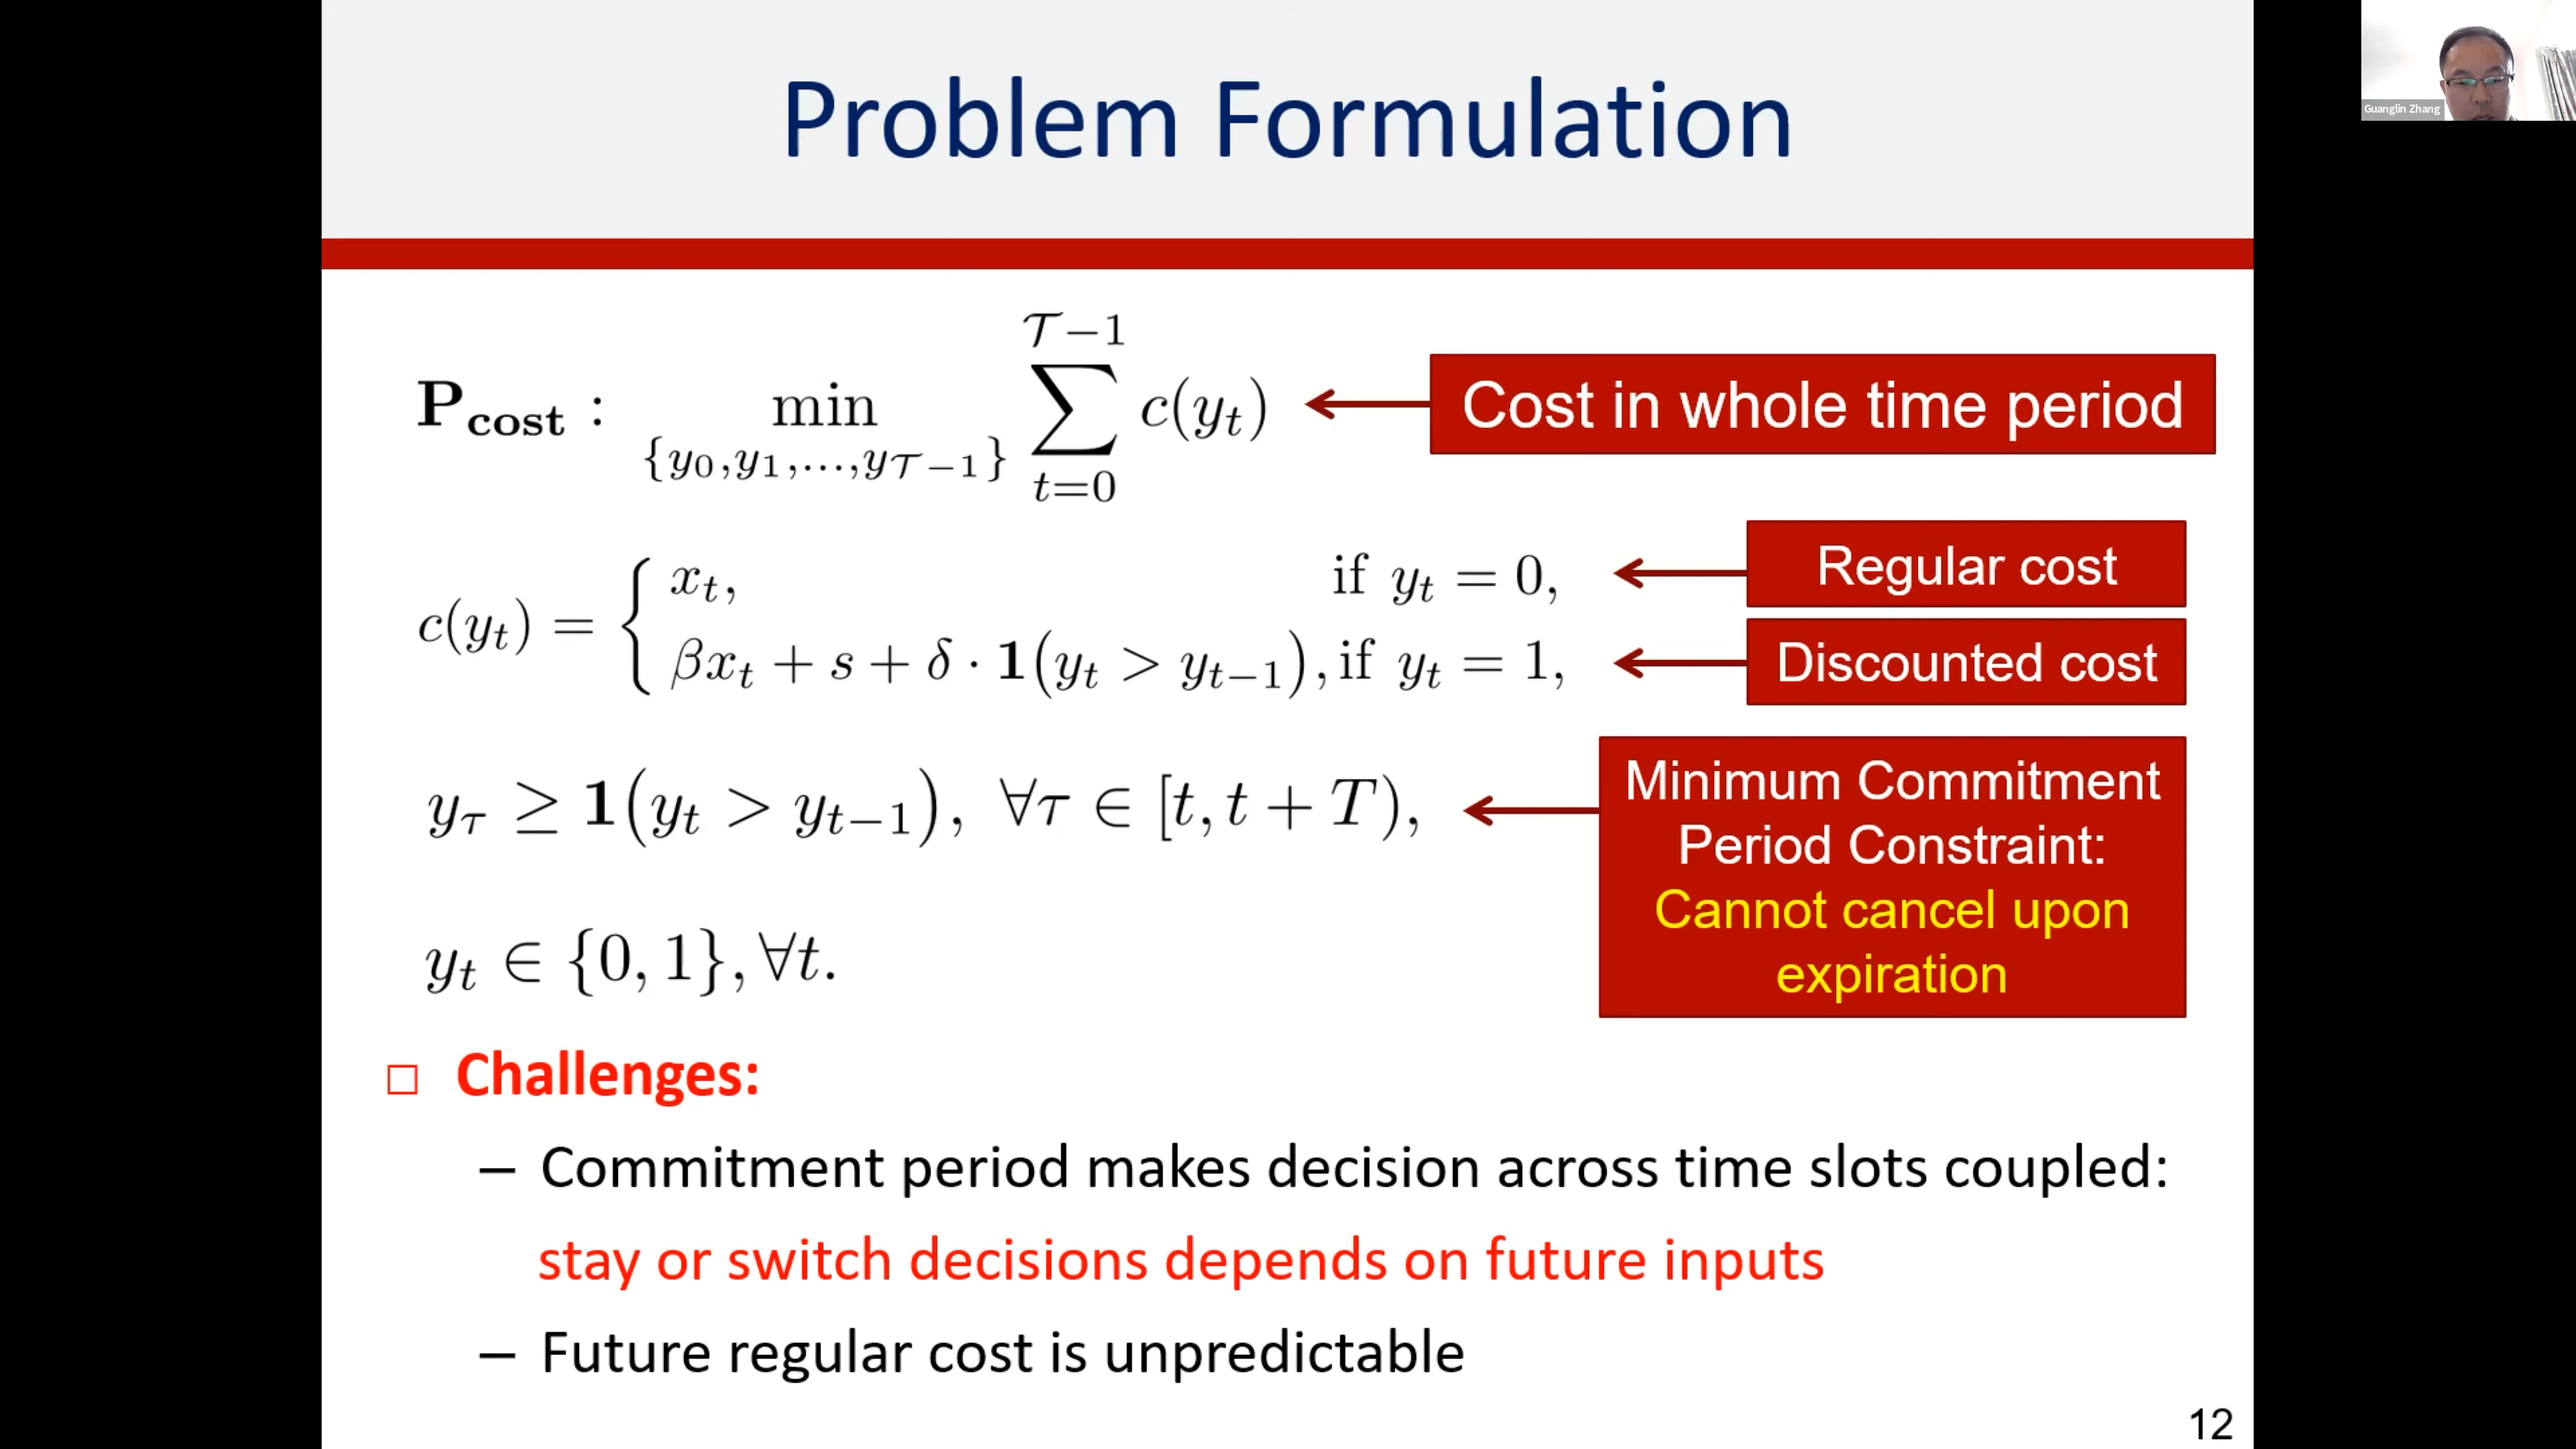 Problem Formulation
Guanglin Zhang
P_cost : min_{y_0,y_1,...,y_{𝒯−1}} ∑_{t=0}^{𝒯−1} c(y_t)
Cost in whole time period
c(y_t) = { x_t, if y_t = 0,
Regular cost
βx_t + s + δ · 1(y_t > y_{t−1}), if y_t = 1,
Discounted cost
y_τ ≥ 1(y_t > y_{t−1}), ∀τ ∈ [t, t + T),
Minimum Commitment
Period Constraint:
Cannot cancel upon
expiration
y_t ∈ {0, 1}, ∀t.
□ Challenges:
– Commitment period makes decision across time slots coupled:
stay or switch decisions depends on future inputs
– Future regular cost is unpredictable
12